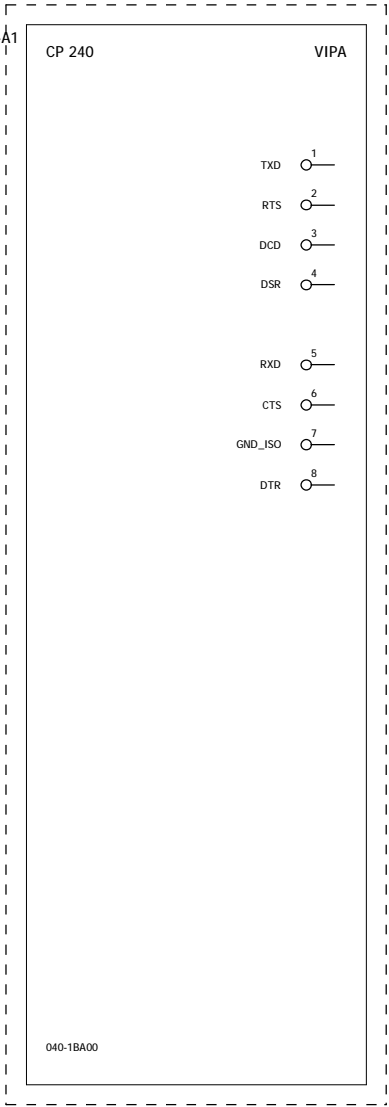 A1
CP 240 VIPA
TXD 1
RTS 2
DCD 3
DSR 4
RXD 5
CTS 6
GND_ISO 7
DTR 8
040-1BA00